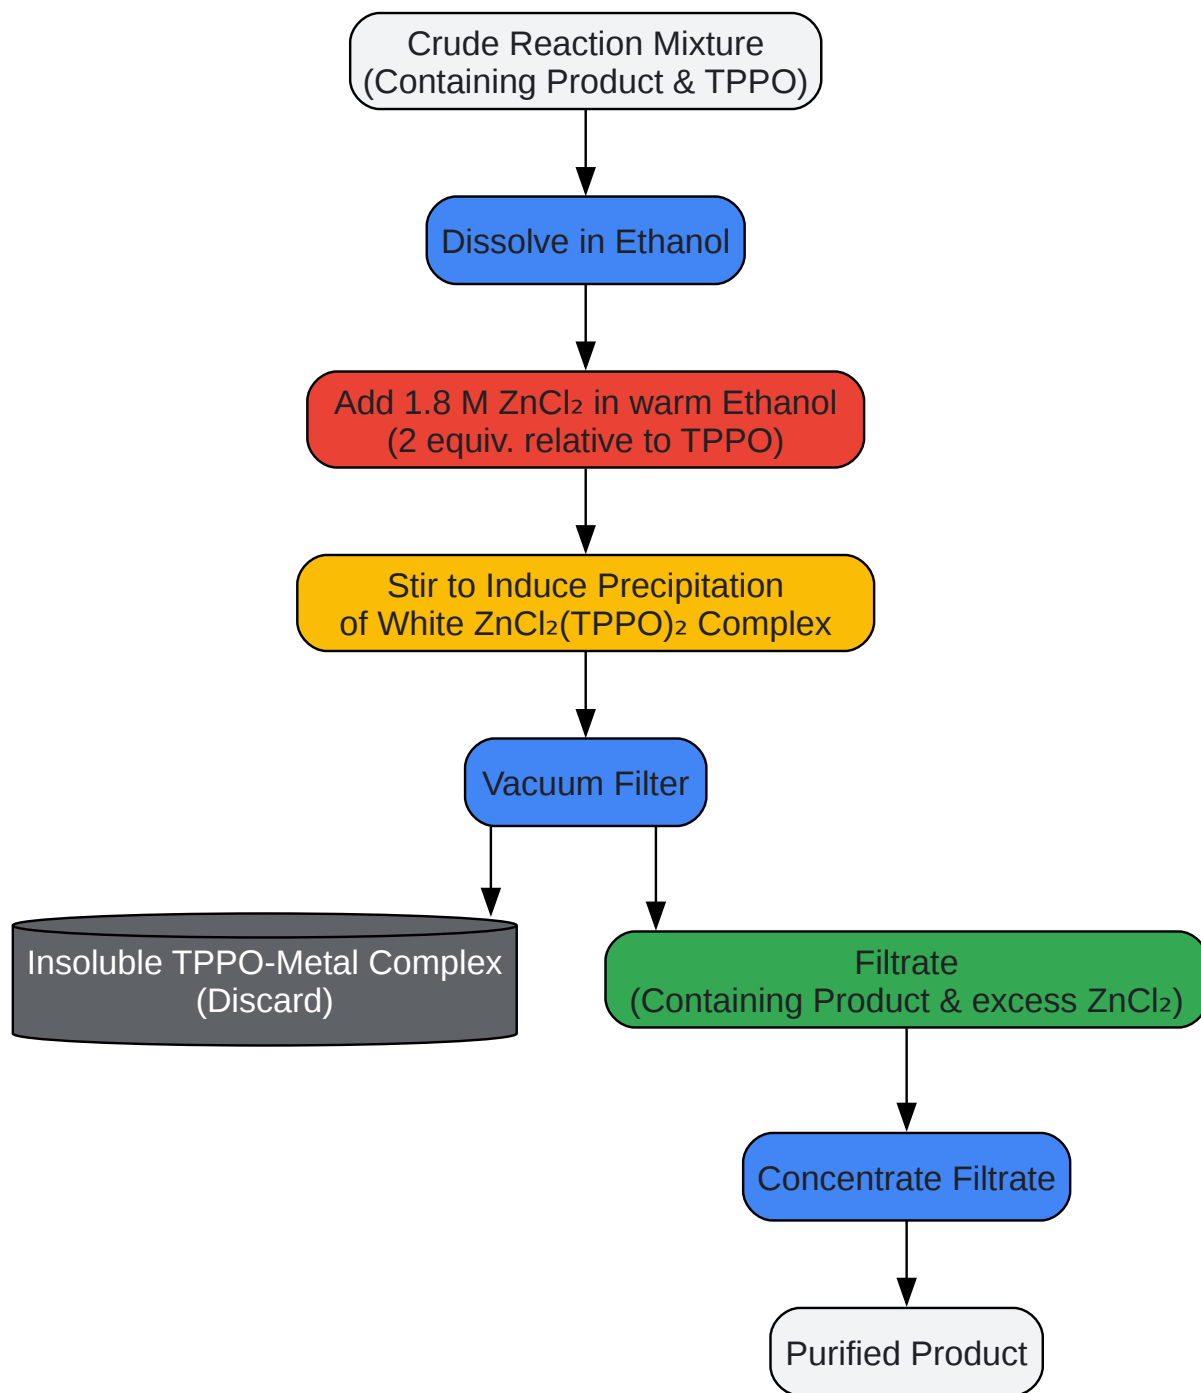 Crude Reaction Mixture
(Containing Product & TPPO)
Dissolve in Ethanol
Add 1.8 M ZnCl₂ in warm Ethanol
(2 equiv. relative to TPPO)
Stir to Induce Precipitation
of White ZnCl₂(TPPO)₂ Complex
Vacuum Filter
Insoluble TPPO-Metal Complex
(Discard)
Filtrate
(Containing Product & excess ZnCl₂)
Concentrate Filtrate
Purified Product